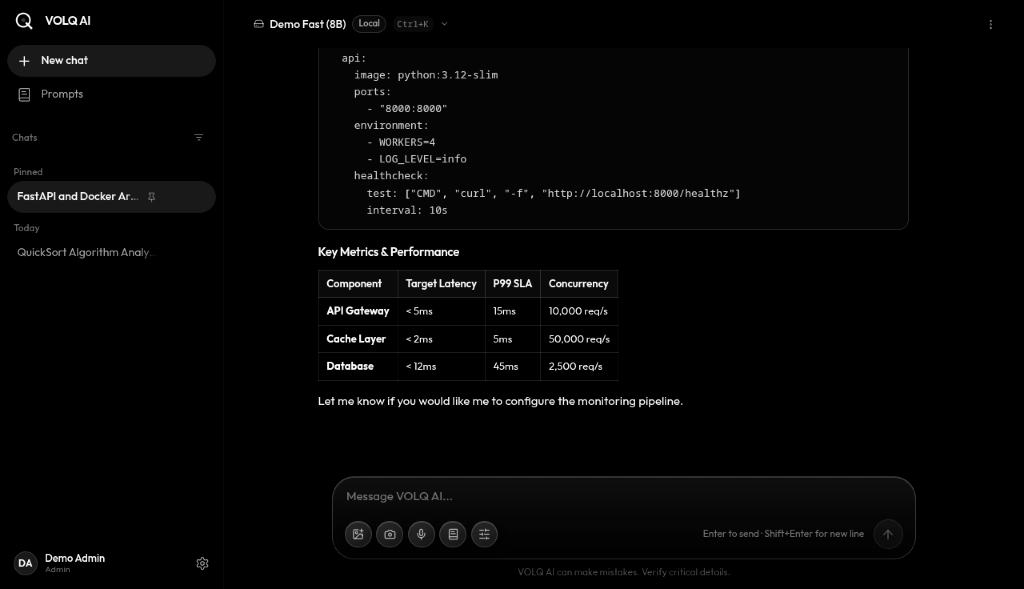 VOLQ AI
New chat
Prompts
Chats
Pinned
FastAPI and Docker Ar...
Today
QuickSort Algorithm Analy...
DA
Demo Admin
Admin
Demo Fast (8B) Local Ctrl+K
api:
image: python:3.12-slim
ports:
- "8000:8000"
environment:
- WORKERS=4
- LOG_LEVEL=info
healthcheck:
test: ["CMD", "curl", "-f", "http://localhost:8000/healthz"]
interval: 10s
Key Metrics & Performance
Component Target Latency P99 SLA Concurrency
API Gateway < 5ms 15ms 10,000 req/s
Cache Layer < 2ms 5ms 50,000 req/s
Database < 12ms 45ms 2,500 req/s
Let me know if you would like me to configure the monitoring pipeline.
Message VOLQ AI...
Enter to send · Shift+Enter for new line
VOLQ AI can make mistakes. Verify critical details.